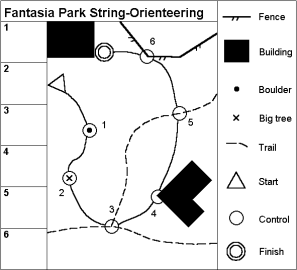 Fantasia Park String-Orienteering
1
2
3
4
5
6
6
5
1
2
3
4
Fence
Building
Boulder
Big tree
Trail
Start
Control
Finish